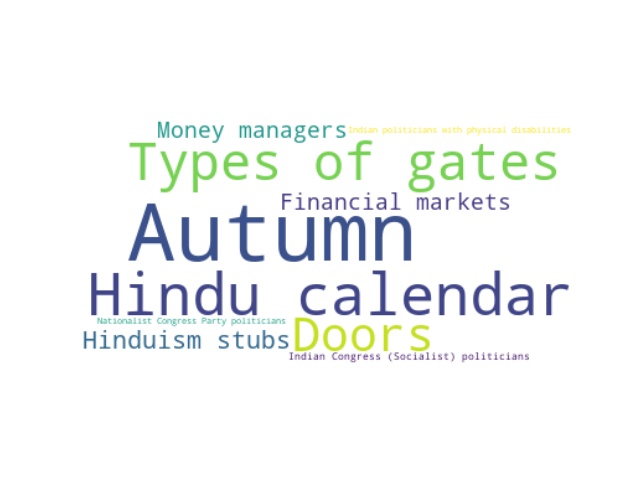 Money managers
Indian politicians with physical disabilities
Types of gates
Financial markets
Autumn
Hindu calendar
Nationalist Congress Party politicians
Doors
Hinduism stubs
Indian Congress (Socialist) politicians